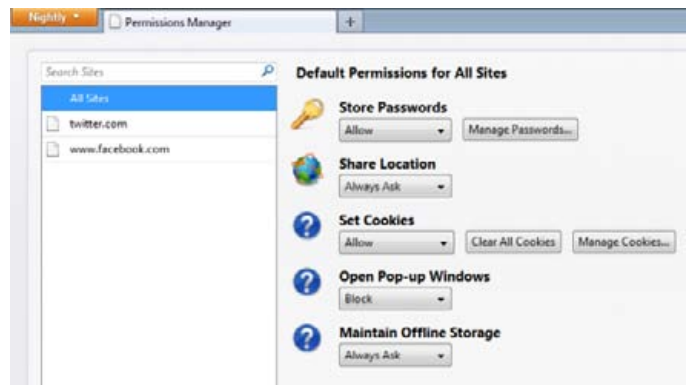 Nightly
Permissions Manager
+
Search Sites
All Sites
twitter.com
www.facebook.com
Default Permissions for All Sites
Store Passwords
Allow
Manage Passwords...
Share Location
Always Ask
Set Cookies
Allow
Clear All Cookies
Manage Cookies...
Open Pop-up Windows
Block
Maintain Offline Storage
Always Ask